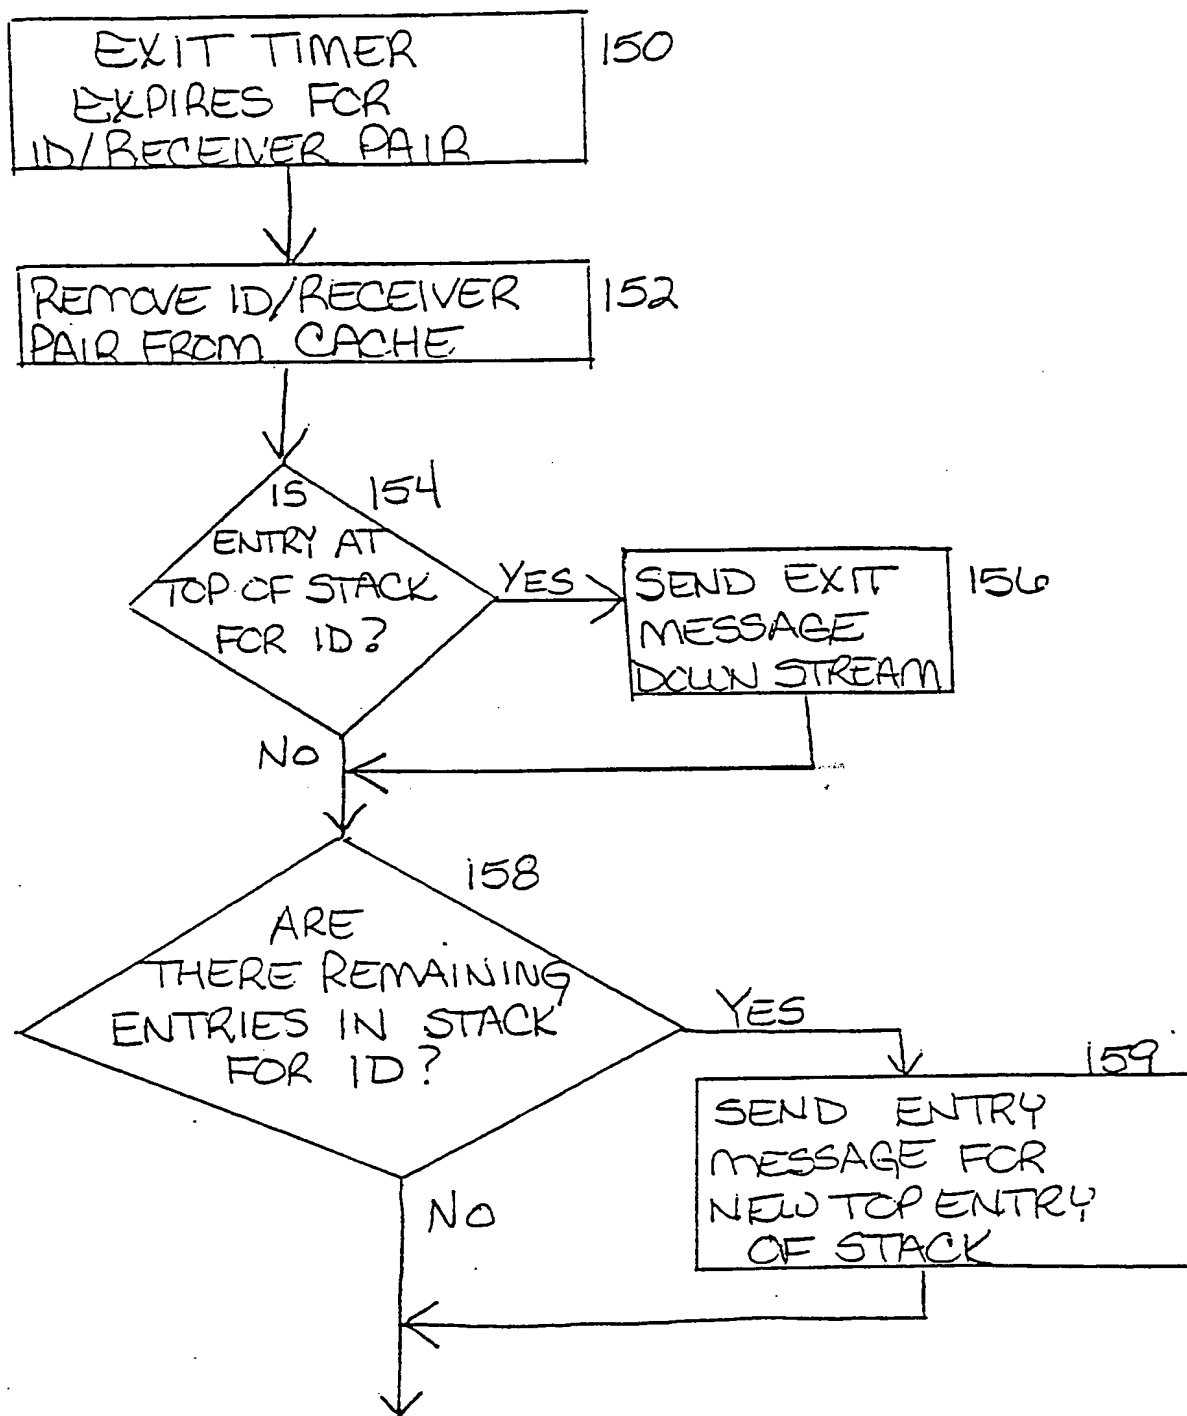 EXIT TIMER
EXPIRES FOR
ID/RECEIVER PAIR
150
REMOVE ID/RECEIVER
PAIR FROM CACHE
152
IS
ENTRY AT
TOP OF STACK
FOR ID?
154
YES
SEND EXIT
MESSAGE
DOWN STREAM
156
NO
158
ARE
THERE REMAINING
ENTRIES IN STACK
FOR ID?
YES
159
SEND ENTRY
MESSAGE FOR
NEW TOP ENTRY
OF STACK
NO